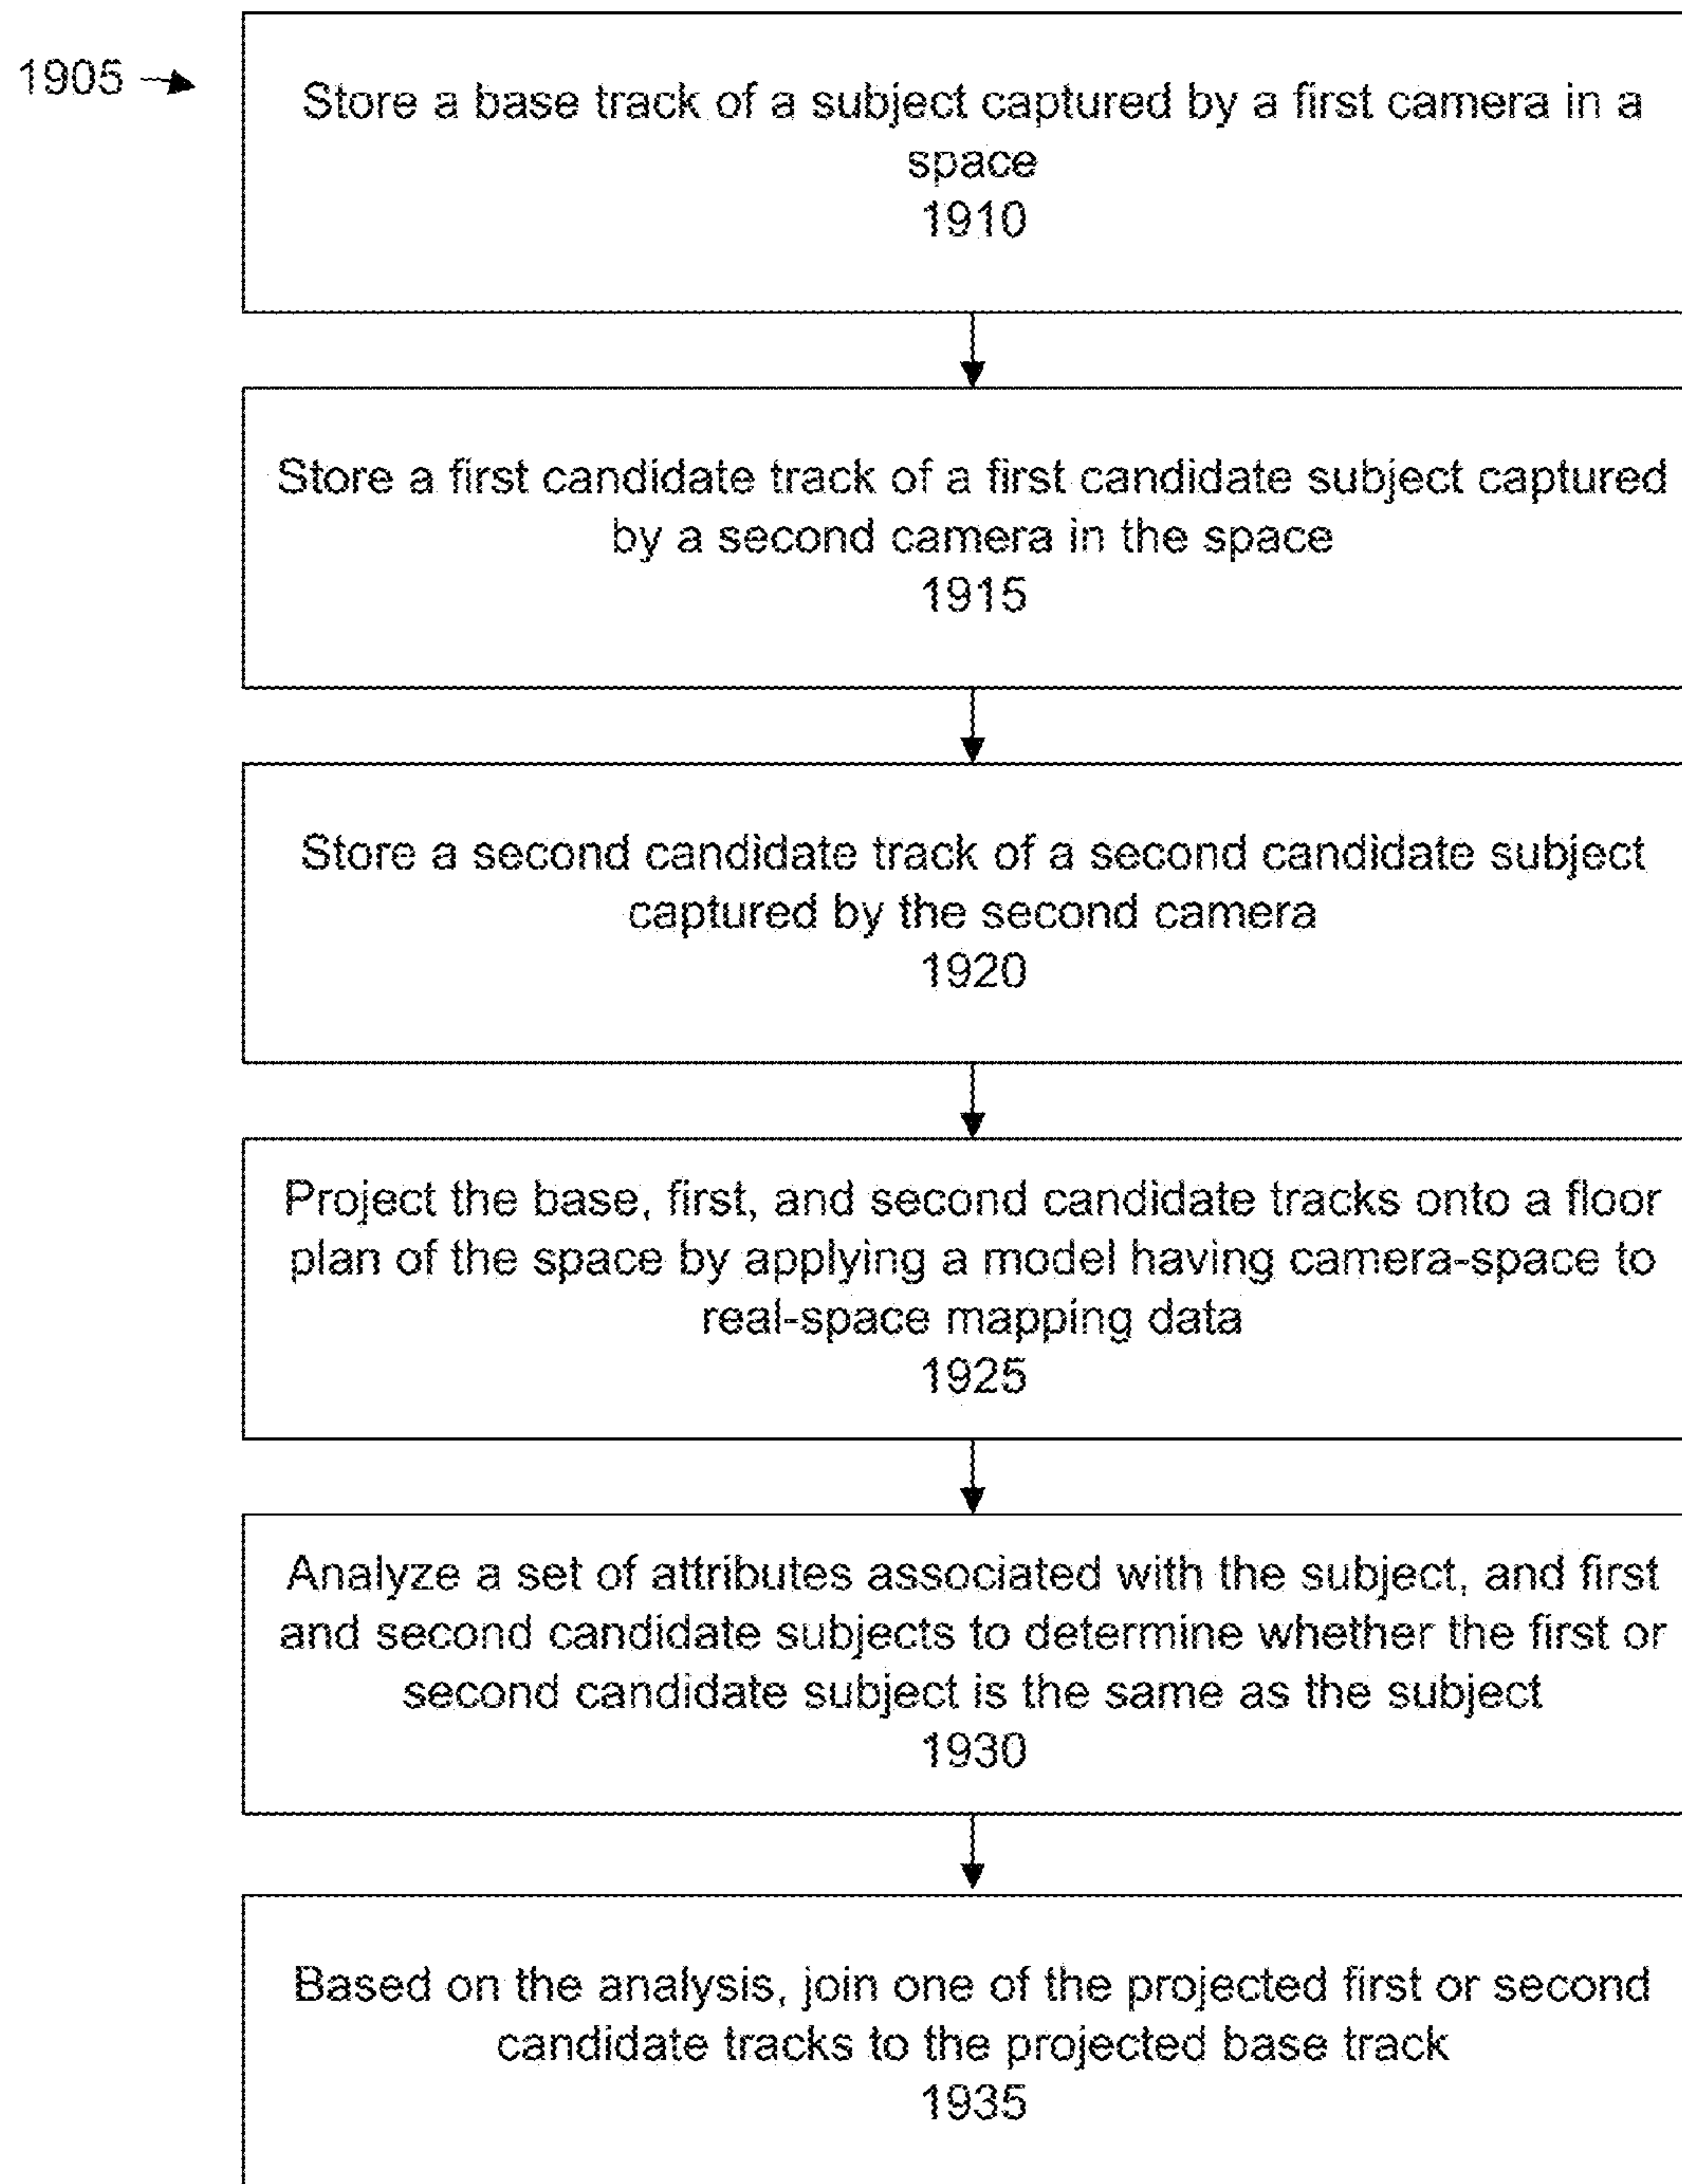 1905
Store a base track of a subject captured by a first camera in a
space
1910
Store a first candidate track of a first candidate subject captured
by a second camera in the space
1915
Store a second candidate track of a second candidate subject
captured by the second camera
1920
Project the base, first, and second candidate tracks onto a floor
plan of the space by applying a model having camera-space to
real-space mapping data
1925
Analyze a set of attributes associated with the subject, and first
and second candidate subjects to determine whether the first or
second candidate subject is the same as the subject
1930
Based on the analysis, join one of the projected first or second
candidate tracks to the projected base track
1935